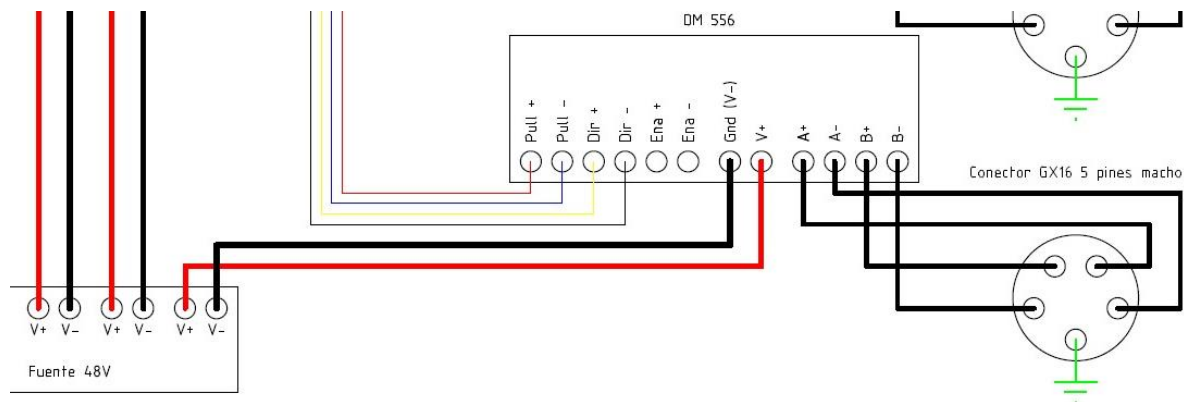 DM 556
Pull +
Pull -
Dir +
Dir -
Ena +
Ena -
Gnd (V-)
V+
A+
A-
B+
B-
Conector GX16 5 pines macho
V+ V- V+ V- V+ V-
Fuente 48V